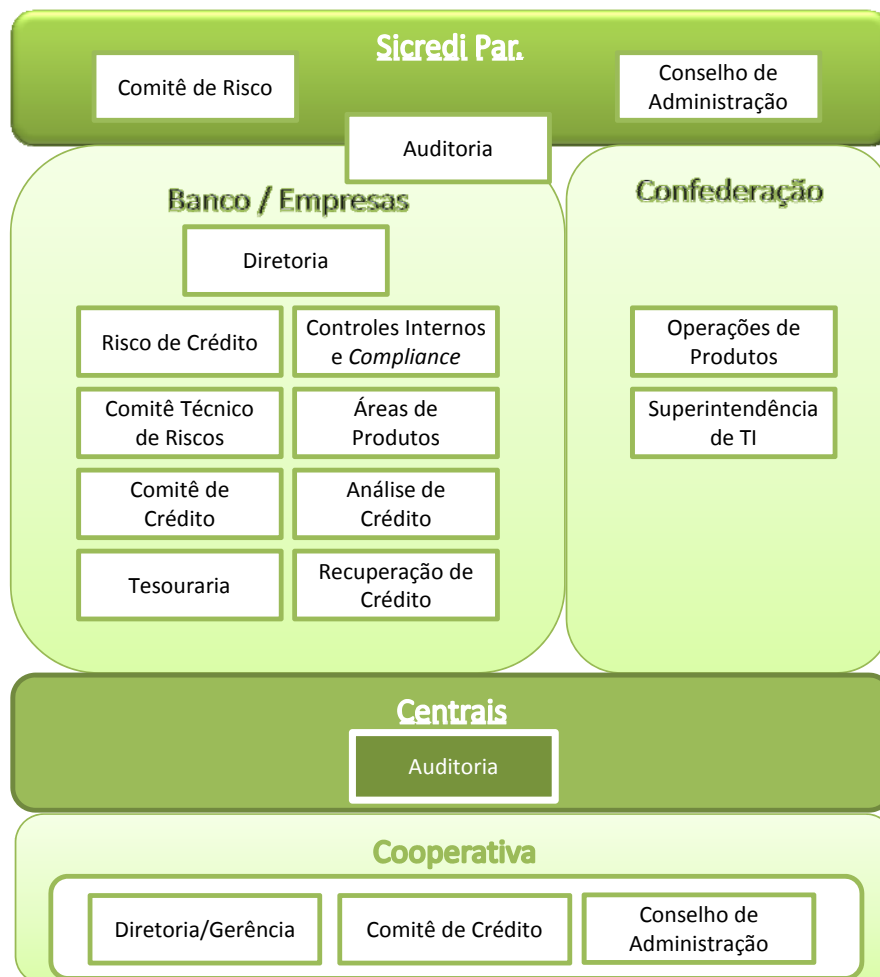 Sicredi Par.
Comitê de Risco
Conselho de
Administração
Auditoria
Banco / Empresas
Confederação
Diretoria
Risco de Crédito
Controles Internos
e Compliance
Operações de
Produtos
Comitê Técnico
de Riscos
Áreas de
Produtos
Superintendência
de TI
Comitê de
Crédito
Análise de
Crédito
Tesouraria
Recuperação de
Crédito
Centrais
Auditoria
Cooperativa
Diretoria/Gerência
Comitê de Crédito
Conselho de
Administração